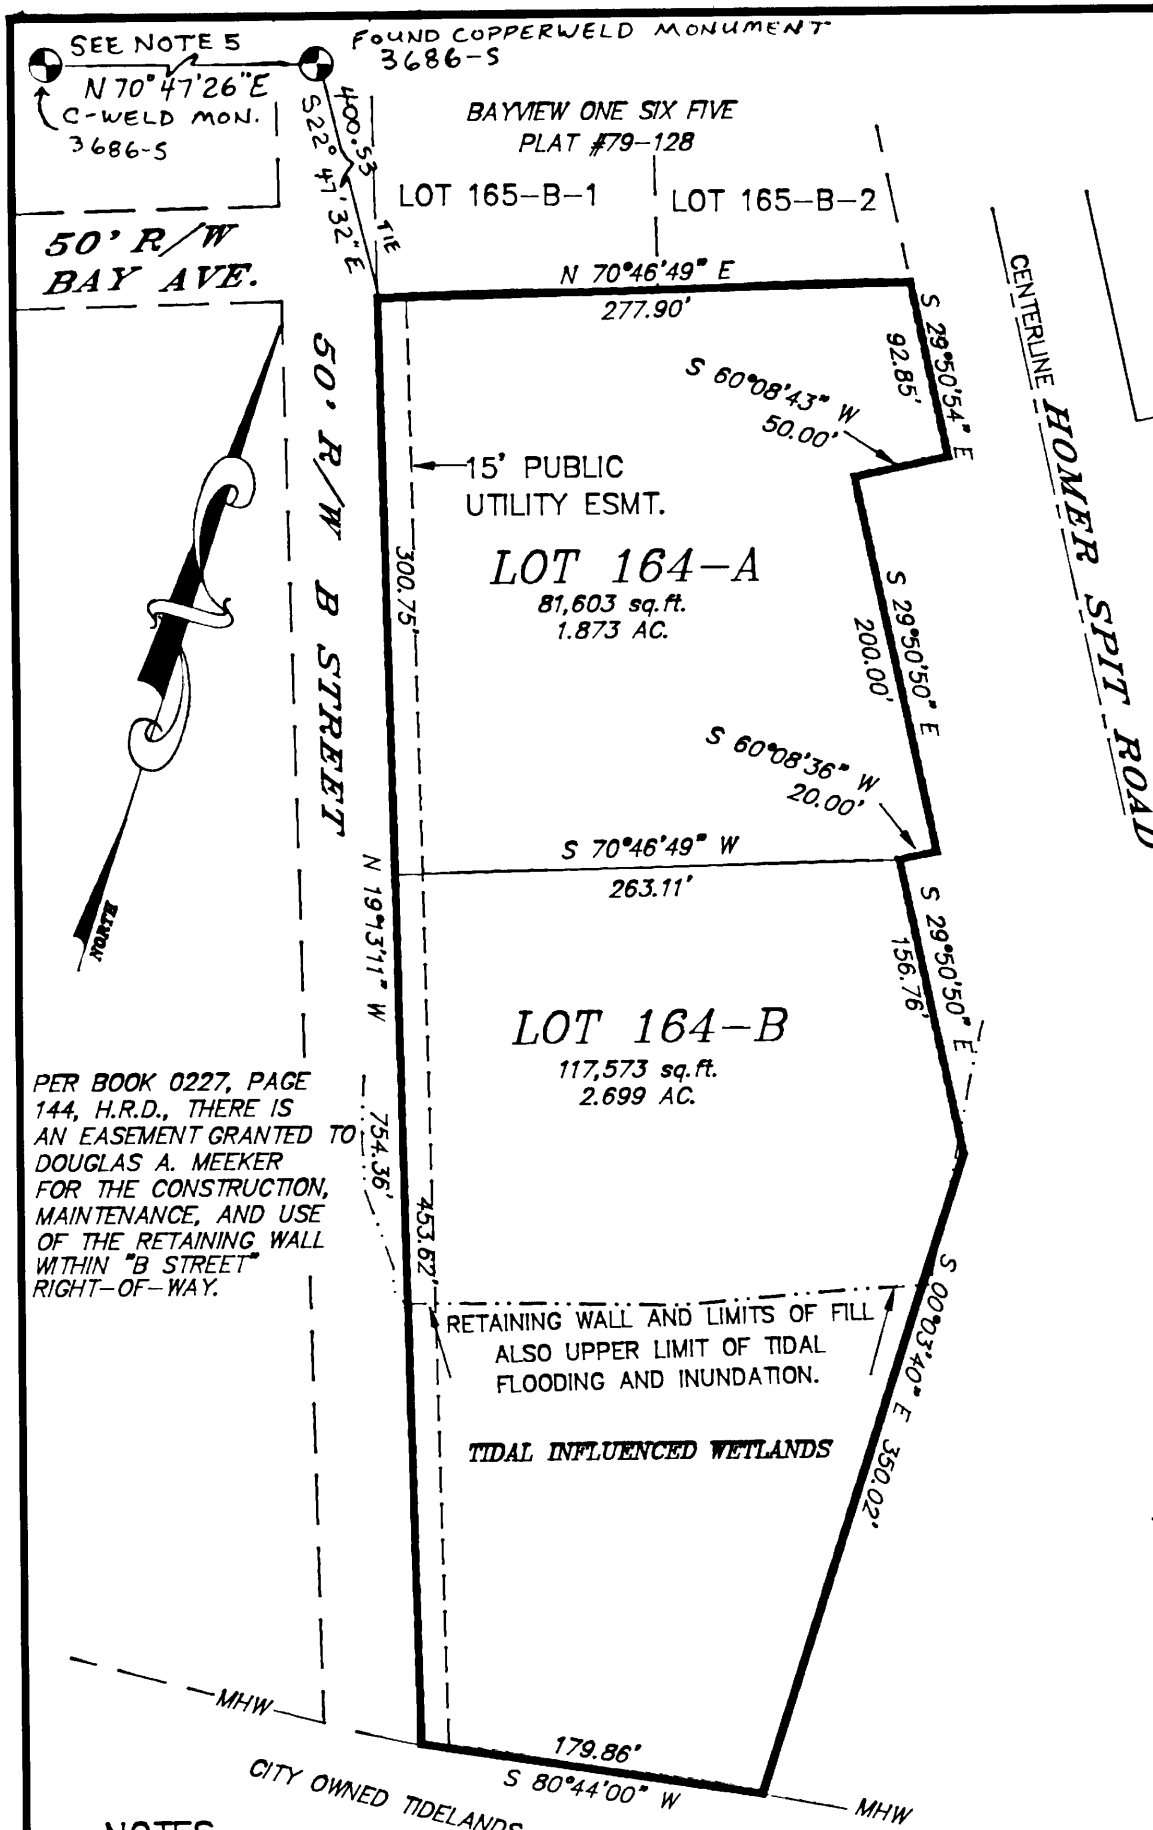 SEE NOTE 5
N 70°47'26"E
C-WELD MON.
3686-S
FOUND COPPERWELD MONUMENT
3686-S
400.53
S22°47'32"E
TIE
BAYVIEW ONE SIX FIVE
PLAT #79-128
LOT 165-B-1
LOT 165-B-2
50' R/W
BAY AVE.
N 70°46'49" E
277.90'
S 29°50'54" E
92.85'
CENTERLINE HOMER SPIT ROAD
S 60°08'43" W
50.00'
50' R/W B STREET
15' PUBLIC
UTILITY ESMT.
LOT 164-A
81,603 sq.ft.
1.873 AC.
300.75'
S 29°50'50" E
200.00'
S 60°08'36" W
20.00'
S 70°46'49" W
263.11'
NORTH
N 19°13'11" W
754.36'
S 29°50'50" E
156.76'
LOT 164-B
117,573 sq.ft.
2.699 AC.
PER BOOK 0227, PAGE
144, H.R.D., THERE IS
AN EASEMENT GRANTED TO
DOUGLAS A. MEEKER
FOR THE CONSTRUCTION,
MAINTENANCE, AND USE
OF THE RETAINING WALL
WITHIN "B STREET"
RIGHT-OF-WAY.
453.62'
RETAINING WALL AND LIMITS OF FILL
ALSO UPPER LIMIT OF TIDAL
FLOODING AND INUNDATION.
S 00°03'40" E 350.02'
TIDAL INFLUENCED WETLANDS
MHW
179.86'
S 80°44'00" W
MHW
CITY OWNED TIDELANDS
NOTES